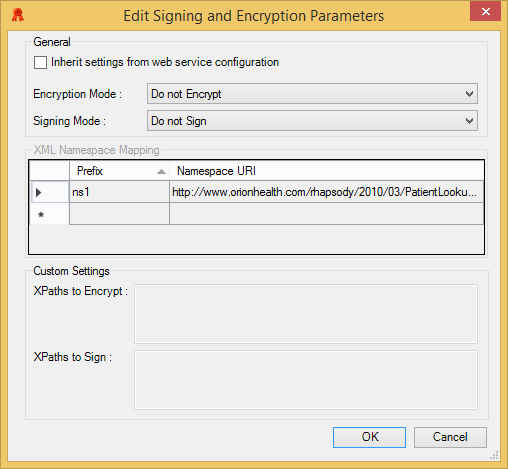 Edit Signing and Encryption Parameters
General
Inherit settings from web service configuration
Encryption Mode : Do not Encrypt
Signing Mode : Do not Sign
XML Namespace Mapping
Prefix Namespace URI
ns1 http://www.orionhealth.com/rhapsody/2010/03/PatientLooku...
*
Custom Settings
XPaths to Encrypt :
XPaths to Sign :
OK Cancel